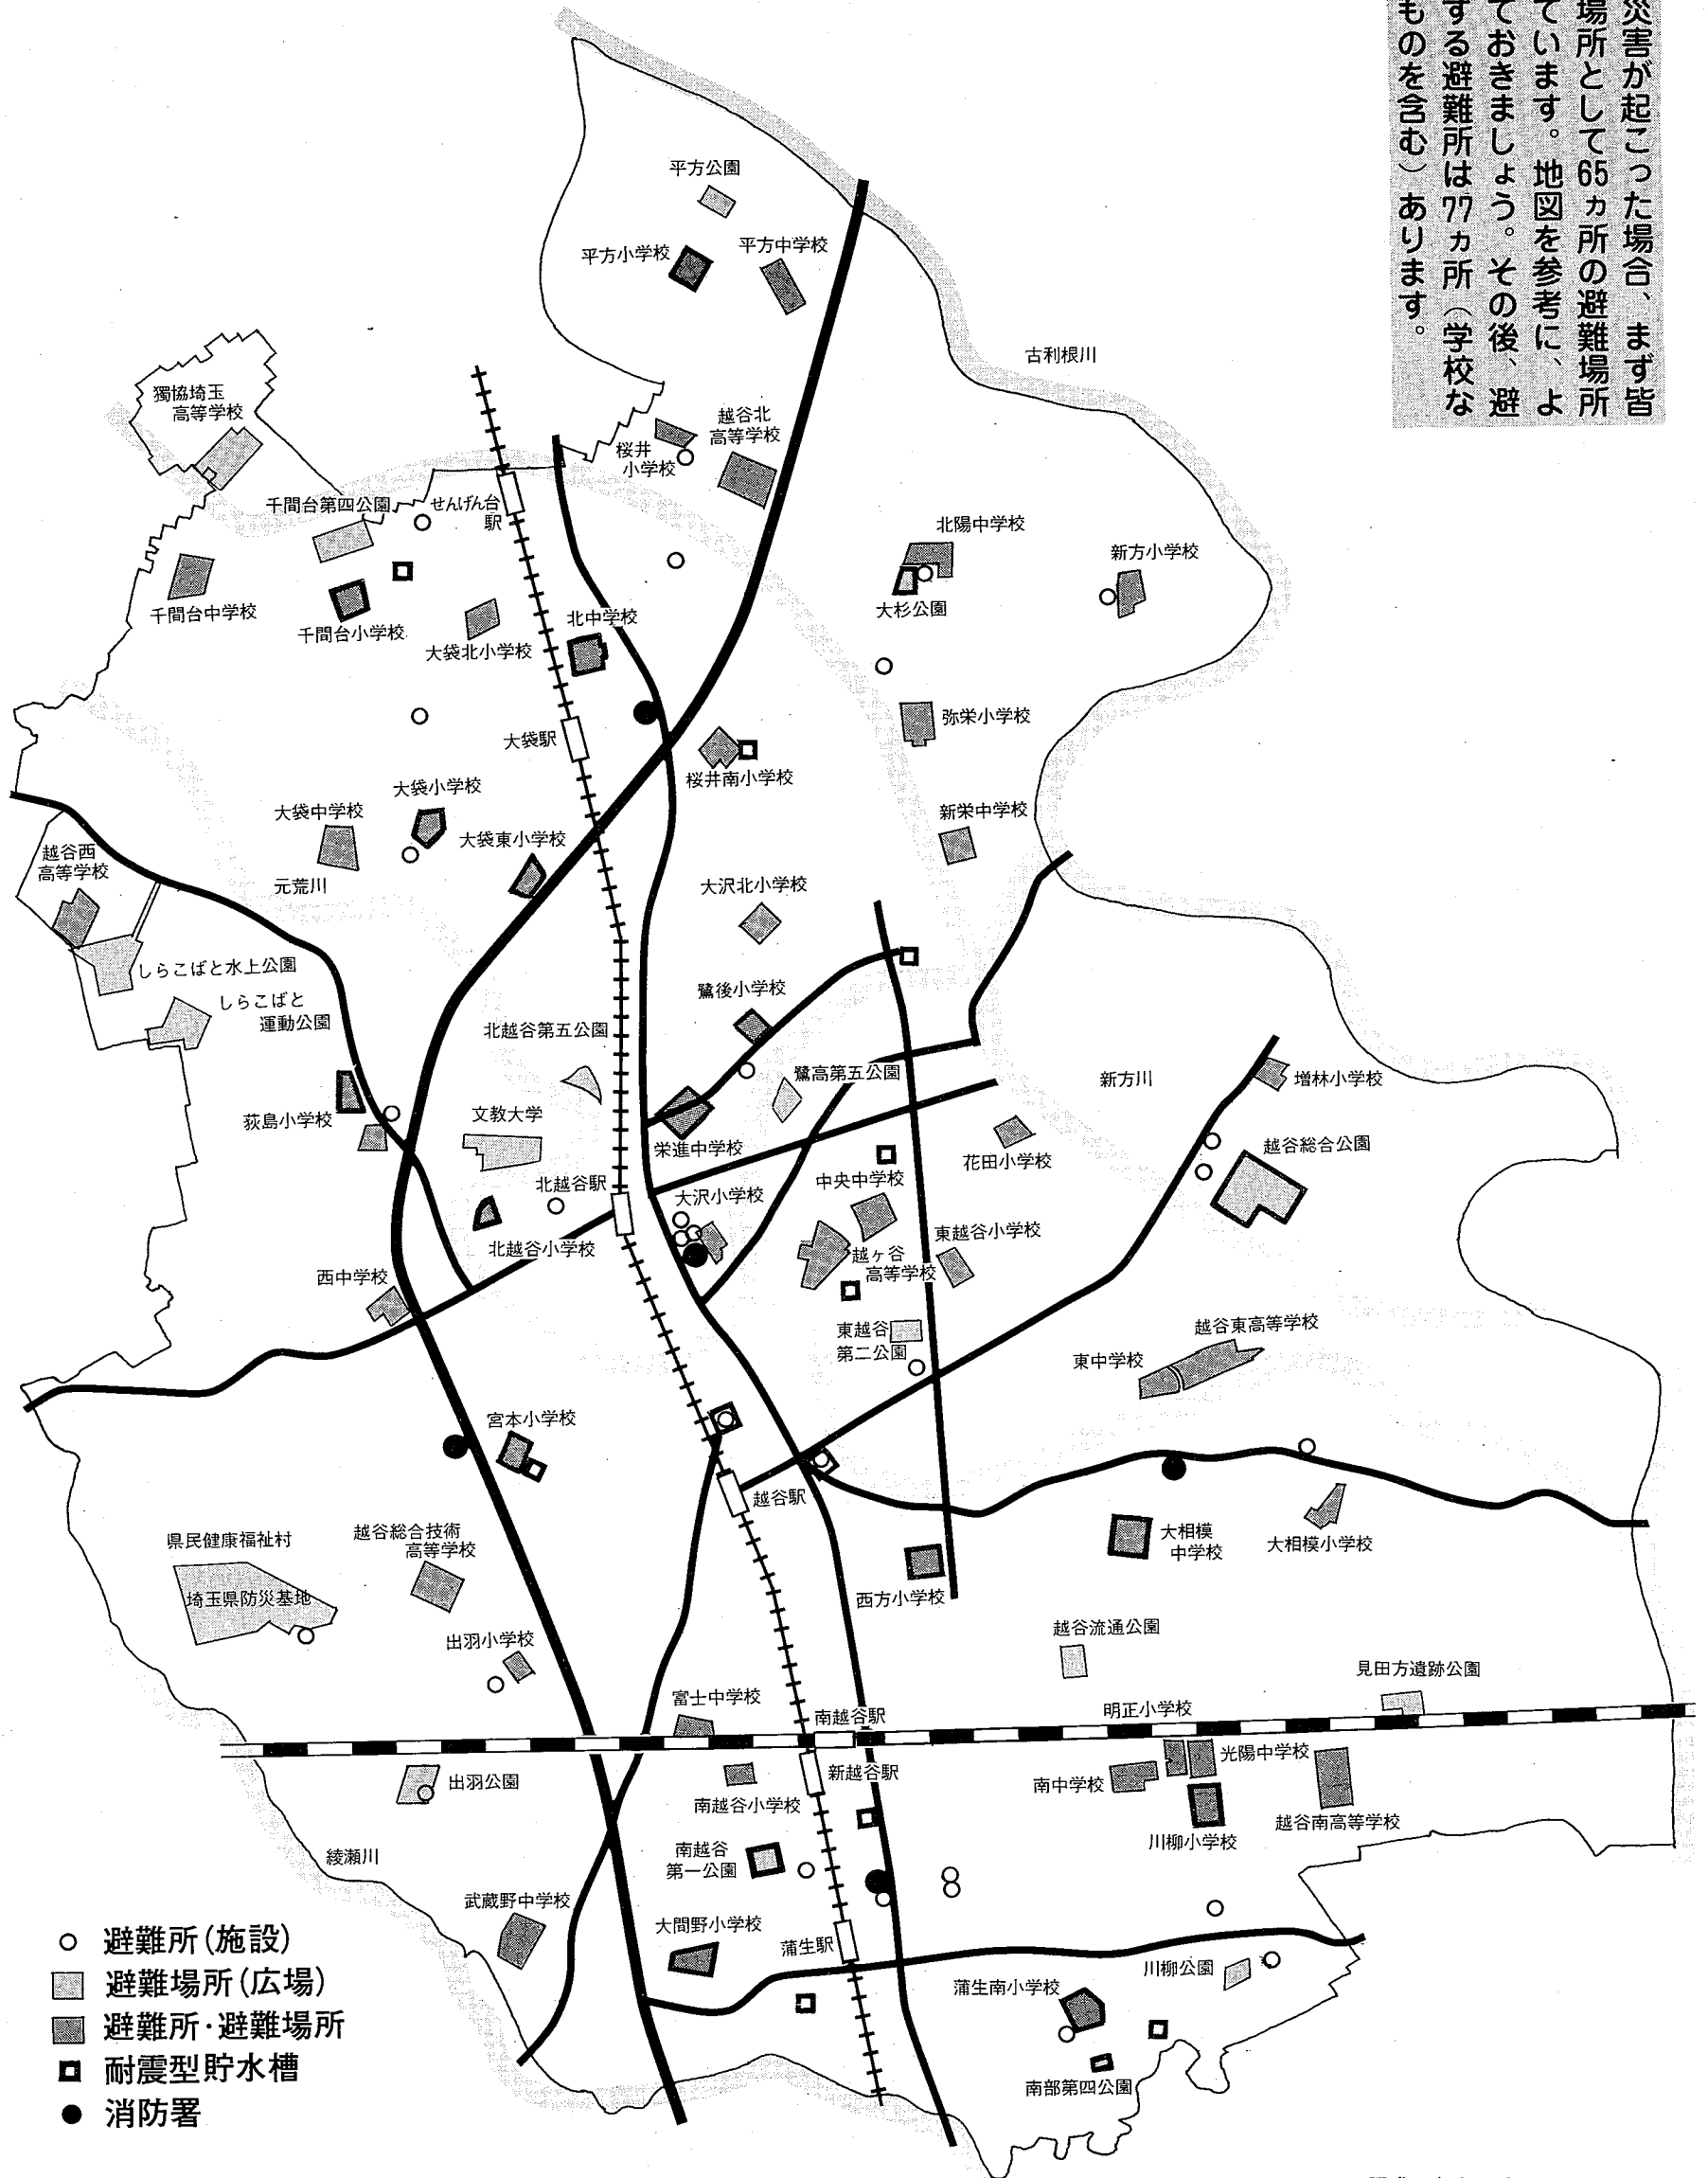 災害が起こった場合、まず皆
場所として65ヵ所の避難場所
ています。地図を参考に、よ
ておきましょう。その後、避
する避難所は77ヵ所（学校な
ものを含む）あります。
平方公園
平方小学校
平方中学校
古利根川
獨協埼玉
高等学校
越谷北
高等学校
桜井
小学校
千間台第四公園
せんげん台
駅
北陽中学校
新方小学校
千間台中学校
千間台小学校
大袋北小学校
北中学校
大杉公園
弥栄小学校
大袋駅
桜井南小学校
大袋小学校
大袋中学校
大袋東小学校
新栄中学校
越谷西
高等学校
元荒川
大沢北小学校
しらこばと水上公園
しらこばと
運動公園
鷺後小学校
北越谷第五公園
鷺高第五公園
新方川
増林小学校
荻島小学校
文教大学
栄進中学校
花田小学校
越谷総合公園
北越谷駅
大沢小学校
中央中学校
東越谷小学校
北越谷小学校
越ヶ谷
高等学校
西中学校
東越谷
第二公園
越谷東高等学校
東中学校
宮本小学校
越谷駅
県民健康福祉村
埼玉県防災基地
越谷総合技術
高等学校
大相模
中学校
大相模小学校
西方小学校
出羽小学校
越谷流通公園
見田方遺跡公園
富士中学校
南越谷駅
明正小学校
出羽公園
新越谷駅
光陽中学校
南中学校
南越谷小学校
川柳小学校
越谷南高等学校
綾瀬川
南越谷
第一公園
武蔵野中学校
大間野小学校
蒲生駅
川柳公園
蒲生南小学校
南部第四公園
避難所(施設)
避難場所(広場)
避難所・避難場所
耐震型貯水槽
消防署